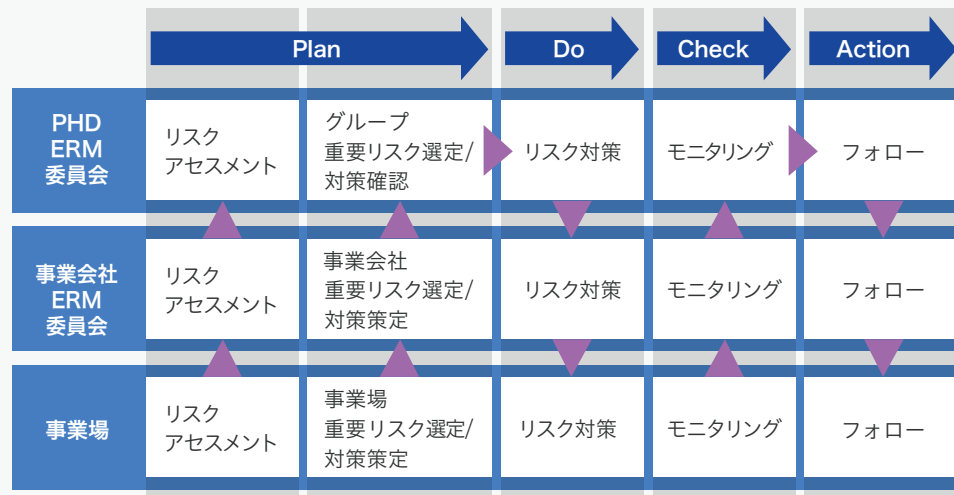 Plan
Do
Check
Action
PHD
ERM
委員会
リスク
アセスメント
グループ
重要リスク選定/
対策確認
リスク対策
モニタリング
フォロー
事業会社
ERM
委員会
リスク
アセスメント
事業会社
重要リスク選定/
対策策定
リスク対策
モニタリング
フォロー
事業場
リスク
アセスメント
事業場
重要リスク選定/
対策策定
リスク対策
モニタリング
フォロー